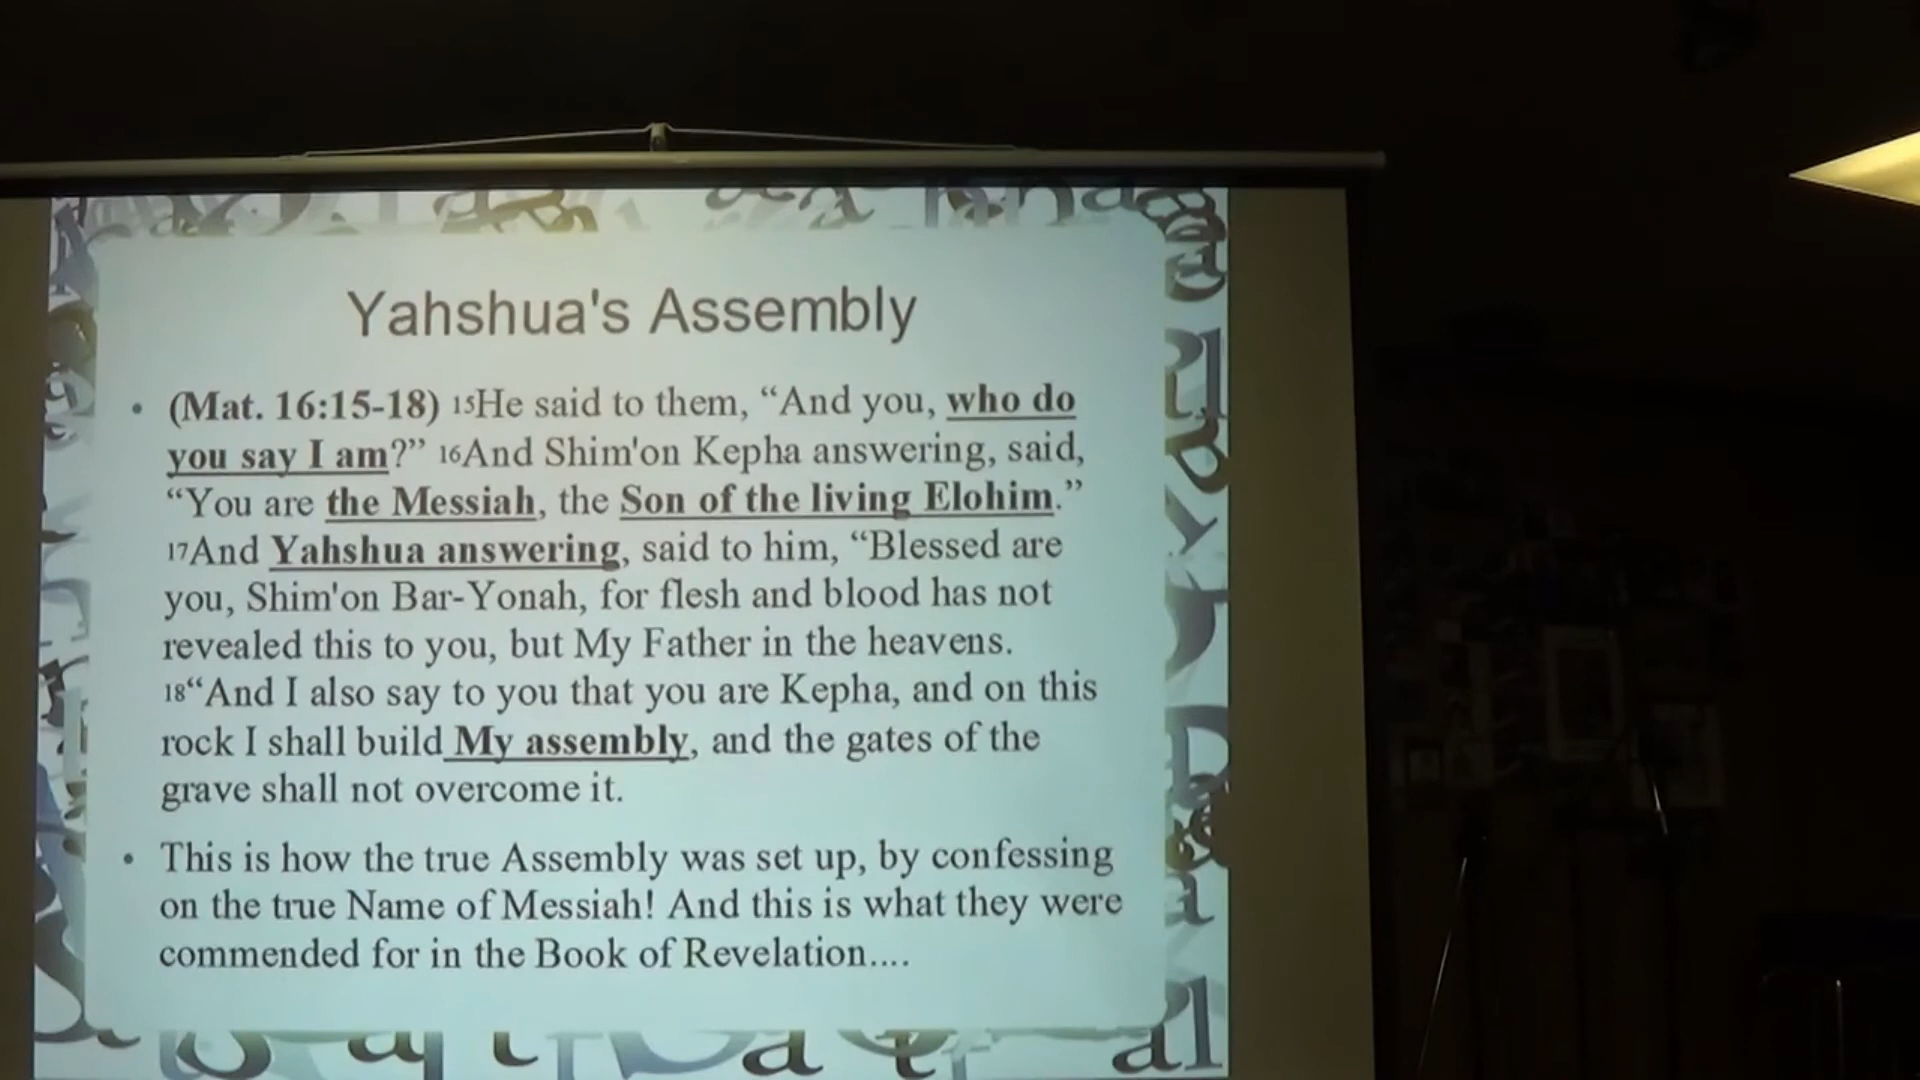 Yahshua's Assembly
• (Mat. 16:15-18) 15He said to them, “And you, who do
you say I am?” 16And Shim'on Kepha answering, said,
“You are the Messiah, the Son of the living Elohim.”
17And Yahshua answering, said to him, “Blessed are
you, Shim'on Bar-Yonah, for flesh and blood has not
revealed this to you, but My Father in the heavens.
18“And I also say to you that you are Kepha, and on this
rock I shall build My assembly, and the gates of the
grave shall not overcome it.
• This is how the true Assembly was set up, by confessing
on the true Name of Messiah! And this is what they were
commended for in the Book of Revelation....